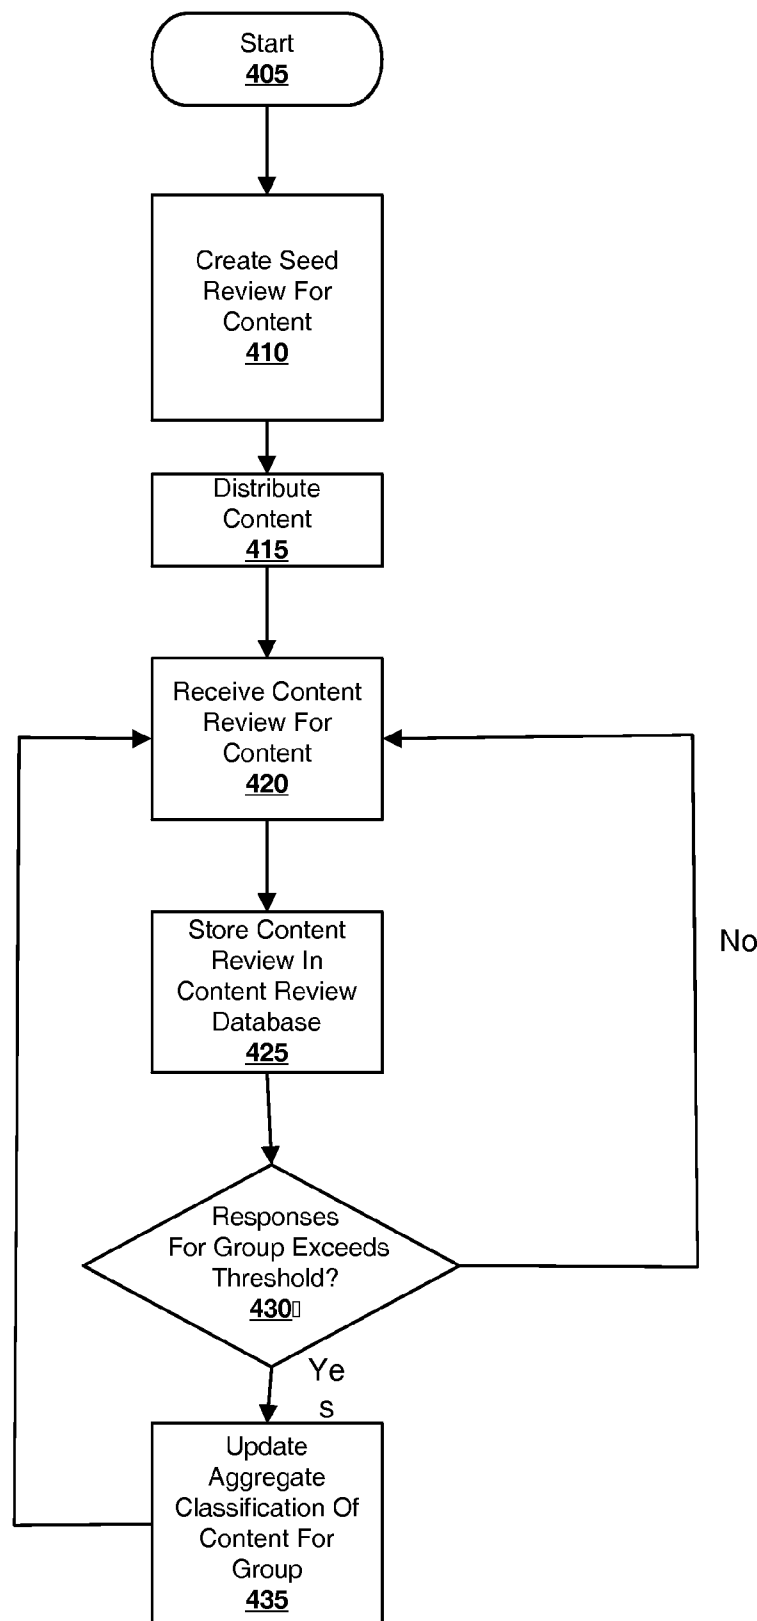 Start
405
Create Seed
Review For
Content
410
Distribute
Content
415
Receive Content
Review For
Content
420
Store Content
Review In
Content Review
Database
425
No
Responses
For Group Exceeds
Threshold?
430▯
Ye
s
Update
Aggregate
Classification Of
Content For
Group
435